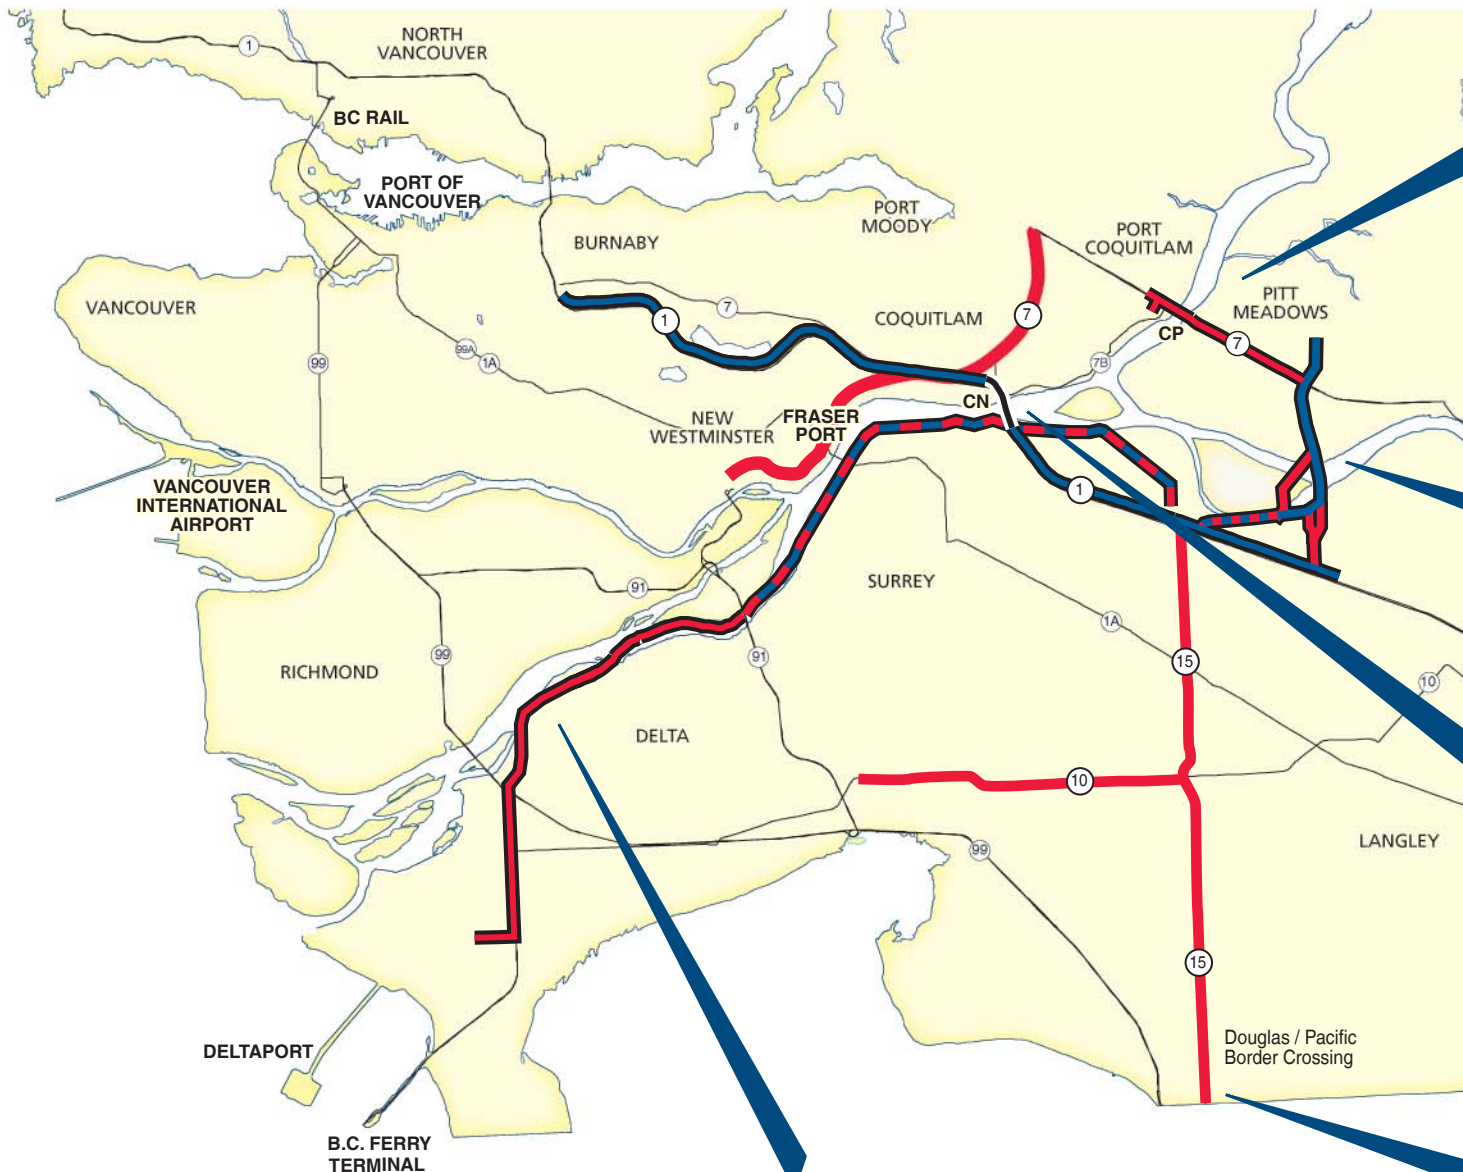 NORTH
VANCOUVER
1
BC RAIL
PORT OF
VANCOUVER
PORT
MOODY
PORT
COQUITLAM
BURNABY
PITT
MEADOWS
VANCOUVER
7
1
COQUITLAM
7
CP
7
99
99A
1A
7B
CN
NEW
WESTMINSTER
FRASER
PORT
VANCOUVER
INTERNATIONAL
AIRPORT
1
91
SURREY
1A
99
91
15
RICHMOND
10
DELTA
10
99
LANGLEY
15
DELTAPORT
Douglas / Pacific
Border Crossing
B.C. FERRY
TERMINAL